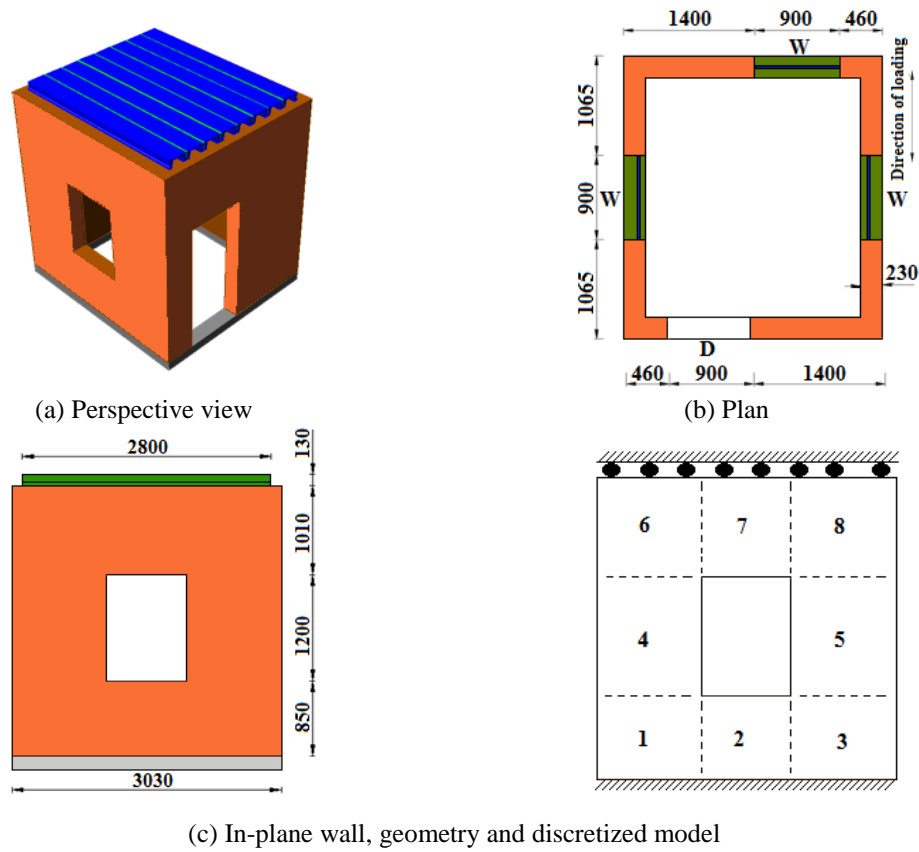 1400 900 460
W
1065
900
1065
W
W
Direction of loading
230
D
460 900 1400
(a) Perspective view
(b) Plan
2800
130
1010
1200
850
3030
6 7 8
4 5
1 2 3
(c) In-plane wall, geometry and discretized model